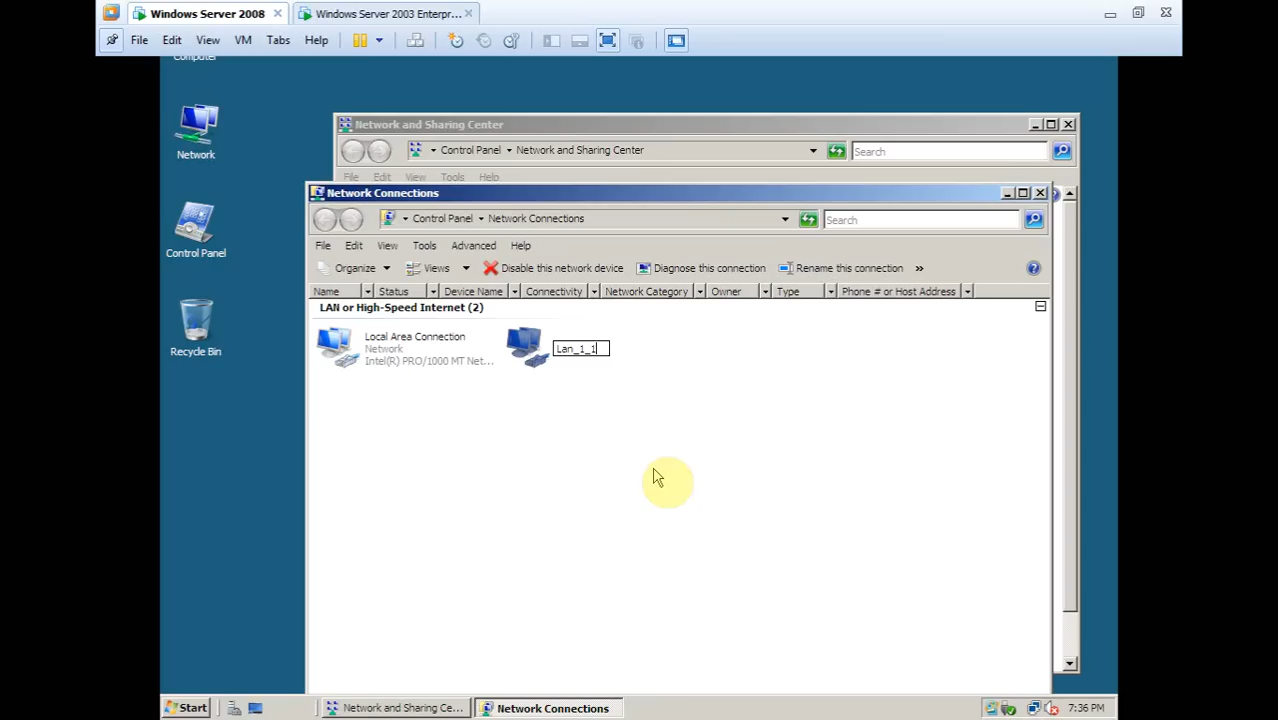 Windows Server 2008
Windows Server 2003 Enterpr...
File Edit View VM Tabs Help
Computer
Network
Control Panel
Recycle Bin
Network and Sharing Center
Control Panel Network and Sharing Center
Search
File Edit View Tools Help
Network Connections
Control Panel Network Connections
Search
File Edit View Tools Advanced Help
Organize Views Disable this network device Diagnose this connection Rename this connection »
Name Status Device Name Connectivity Network Category Owner Type Phone # or Host Address
LAN or High-Speed Internet (2)
Local Area Connection
Network
Intel(R) PRO/1000 MT Net...
Lan_1_1
Start
Network and Sharing Ce...
Network Connections
7:36 PM